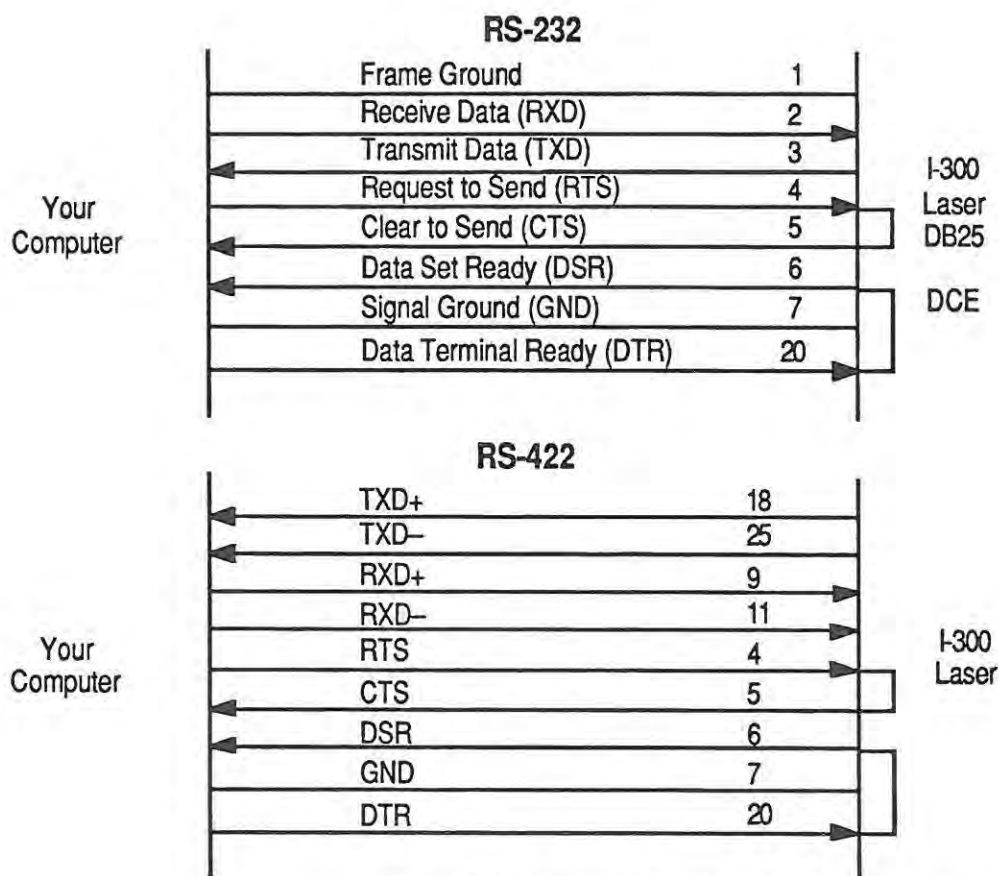 RS-232
Frame Ground 1
Receive Data (RXD) 2
Transmit Data (TXD) 3
Request to Send (RTS) 4
Clear to Send (CTS) 5
Data Set Ready (DSR) 6
Signal Ground (GND) 7
Data Terminal Ready (DTR) 20
Your
Computer
I-300
Laser
DB25
DCE
RS-422
TXD+ 18
TXD– 25
RXD+ 9
RXD– 11
RTS 4
CTS 5
DSR 6
GND 7
DTR 20
Your
Computer
I-300
Laser